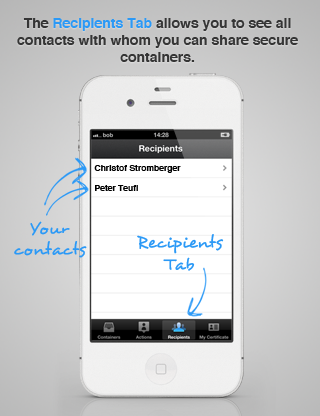 The Recipients Tab allows you to see all
contacts with whom you can share secure
containers.
bob 14:28
Recipients
Christof Stromberger
Peter Teufl
Your
contacts
Recipients
Tab
Containers Actions Recipients My Certificate